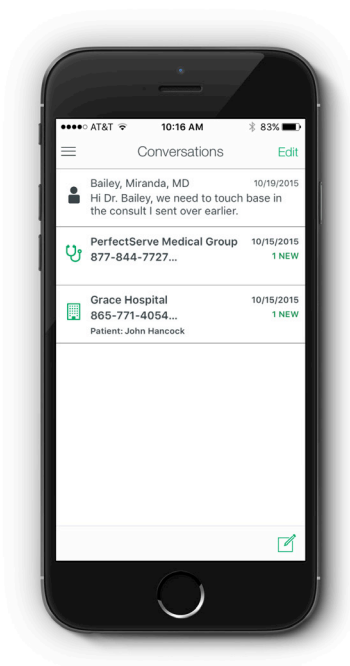 AT&T 10:16 AM 83%
Conversations Edit
Bailey, Miranda, MD 10/19/2015
Hi Dr. Bailey, we need to touch base in
the consult I sent over earlier.
PerfectServe Medical Group 10/15/2015
877-844-7727... 1 NEW
Grace Hospital 10/15/2015
865-771-4054... 1 NEW
Patient: John Hancock